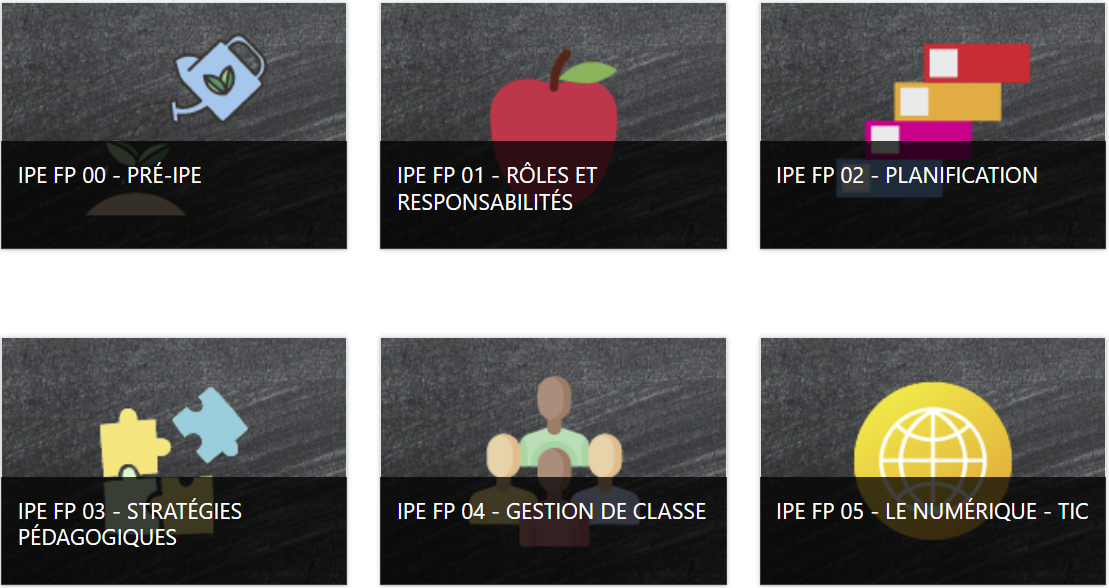 IPE FP 00 - PRÉ-IPE
IPE FP 01 - RÔLES ET
RESPONSABILITÉS
IPE FP 02 - PLANIFICATION
IPE FP 03 - STRATÉGIES
PÉDAGOGIQUES
IPE FP 04 - GESTION DE CLASSE
IPE FP 05 - LE NUMÉRIQUE - TIC